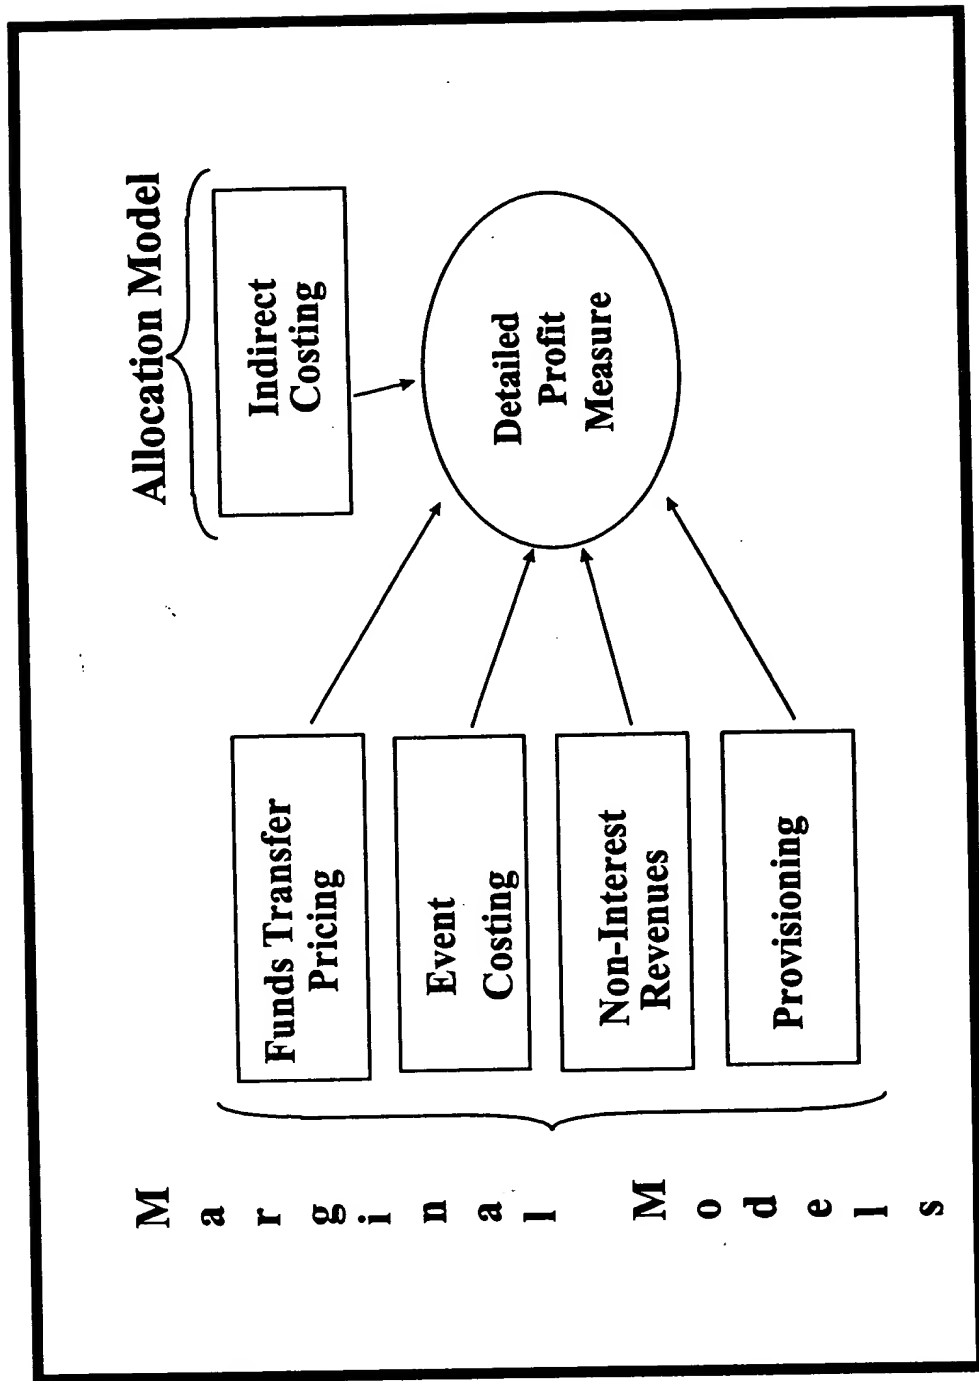 Allocation Model
Indirect
Costing
Detailed
Profit
Measure
Funds Transfer
Pricing
Event
Costing
Non-Interest
Revenues
Provisioning
Marginal Models